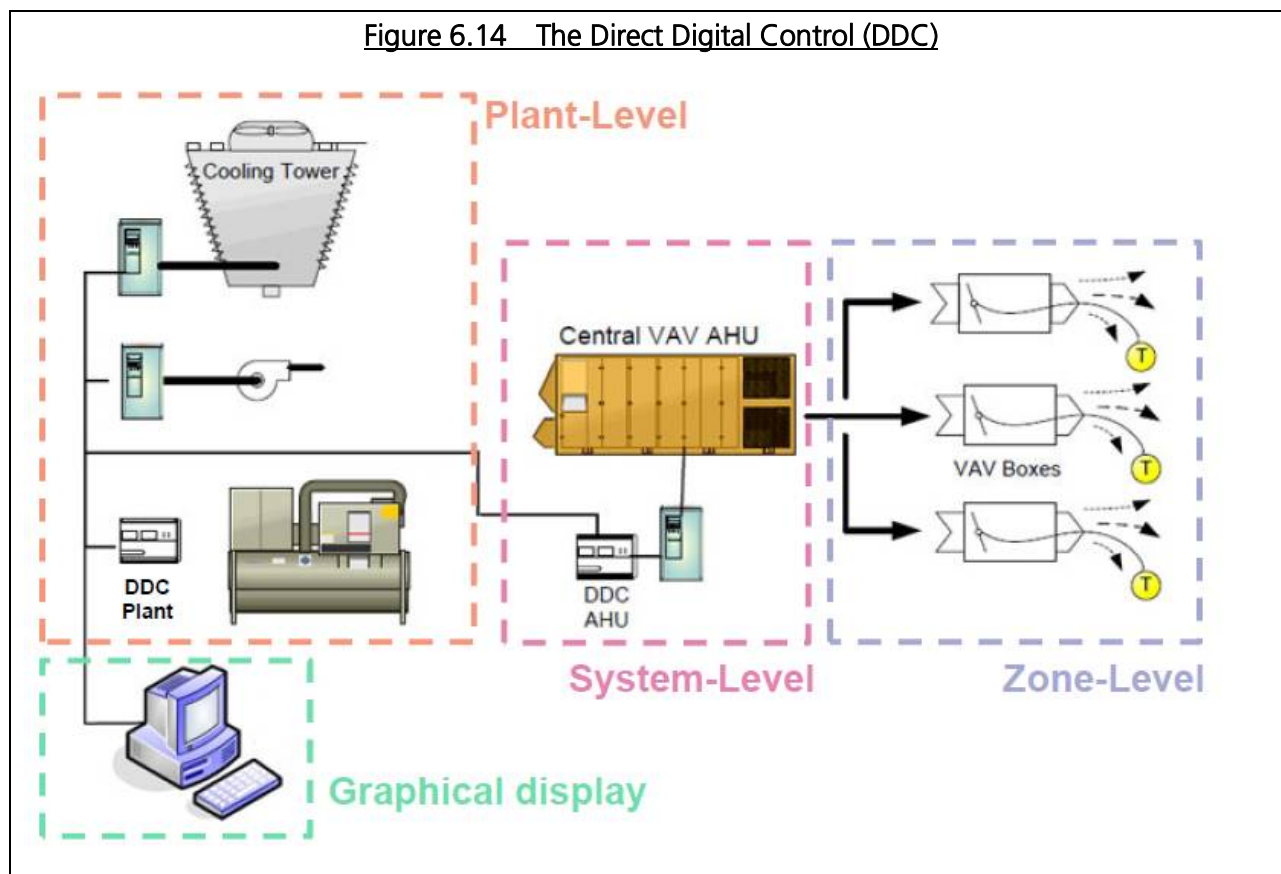 Figure 6.14 The Direct Digital Control (DDC)
Plant-Level
Cooling Tower
Central VAV AHU
T
T
VAV Boxes
T
DDC
Plant
DDC
AHU
System-Level
Zone-Level
Graphical display